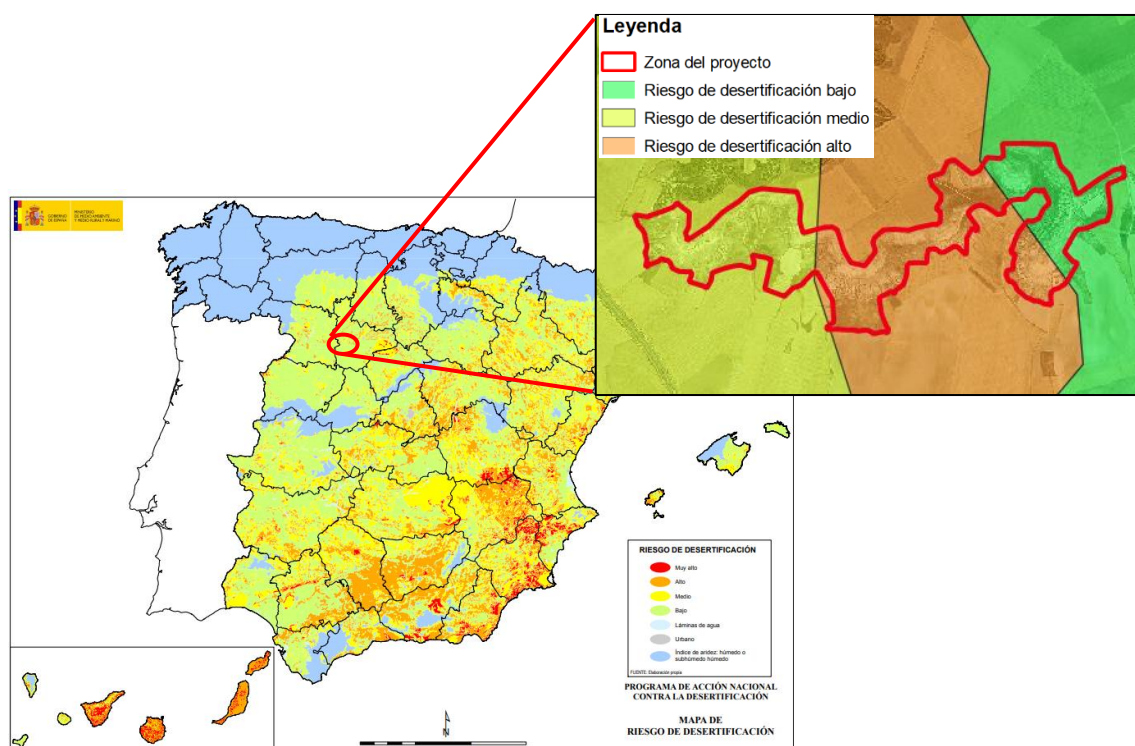 Leyenda
Zona del proyecto
Riesgo de desertificación bajo
Riesgo de desertificación medio
Riesgo de desertificación alto
GOBIERNO
DE ESPAÑA
MINISTERIO
DE MEDIO AMBIENTE
Y MEDIO RURAL Y MARINO
RIESGO DE DESERTIFICACIÓN
Muy alto
Alto
Medio
Bajo
Láminas de agua
Urbano
Índice de aridez: húmedo o
subhúmedo húmedo
FUENTE: Elaboración propia
PROGRAMA DE ACCIÓN NACIONAL
CONTRA LA DESERTIFICACIÓN
MAPA DE
RIESGO DE DESERTIFICACIÓN
N